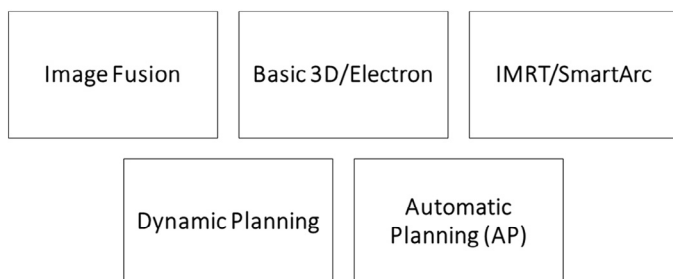 Image Fusion
Basic 3D/Electron
IMRT/SmartArc
Dynamic Planning
Automatic
Planning (AP)